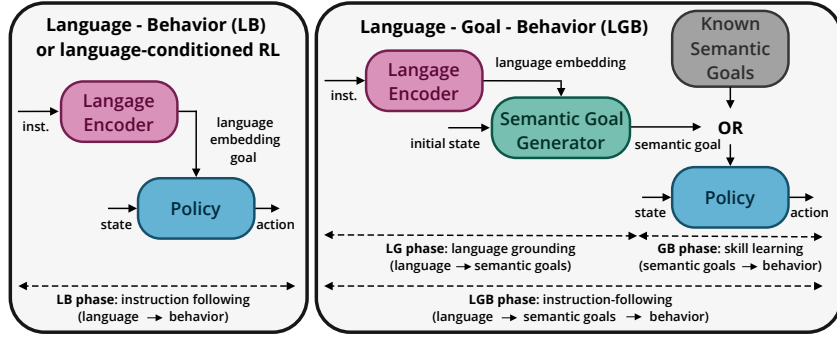 Language - Behavior (LB)
or language-conditioned RL
inst.
Langage
Encoder
language
embedding
goal
state
Policy
action
LB phase: instruction following
(language → behavior)
Language - Goal - Behavior (LGB)
inst.
Langage
Encoder
language embedding
Known
Semantic
Goals
initial state
Semantic Goal
Generator
semantic goal
OR
state
Policy
action
LG phase: language grounding
(language → semantic goals)
GB phase: skill learning
(semantic goals → behavior)
LGB phase: instruction-following
(language → semantic goals → behavior)